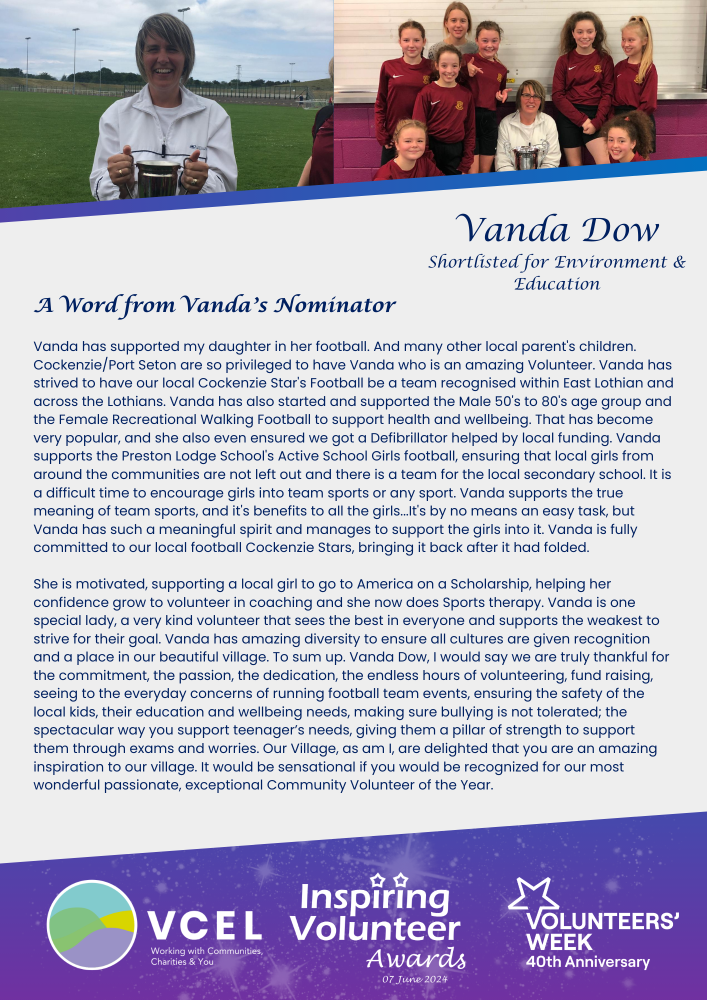 Vanda Dow
Shortlisted for Environment &
Education
A Word from Vanda's Nominator
Vanda has supported my daughter in her football. And many other local parent's children.
Cockenzie/Port Seton are so privileged to have Vanda who is an amazing Volunteer. Vanda has
strived to have our local Cockenzie Star's Football be a team recognised within East Lothian and
across the Lothians. Vanda has also started and supported the Male 50's to 80's age group and
the Female Recreational Walking Football to support health and wellbeing. That has become
very popular, and she also even ensured we got a Defibrillator helped by local funding. Vanda
supports the Preston Lodge School's Active School Girls football, ensuring that local girls from
around the communities are not left out and there is a team for the local secondary school. It is
a difficult time to encourage girls into team sports or any sport. Vanda supports the true
meaning of team sports, and it's benefits to all the girls...It's by no means an easy task, but
Vanda has such a meaningful spirit and manages to support the girls into it. Vanda is fully
committed to our local football Cockenzie Stars, bringing it back after it had folded.
She is motivated, supporting a local girl to go to America on a Scholarship, helping her
confidence grow to volunteer in coaching and she now does Sports therapy. Vanda is one
special lady, a very kind volunteer that sees the best in everyone and supports the weakest to
strive for their goal. Vanda has amazing diversity to ensure all cultures are given recognition
and a place in our beautiful village. To sum up. Vanda Dow, I would say we are truly thankful for
the commitment, the passion, the dedication, the endless hours of volunteering, fund raising,
seeing to the everyday concerns of running football team events, ensuring the safety of the
local kids, their education and wellbeing needs, making sure bullying is not tolerated; the
spectacular way you support teenager’s needs, giving them a pillar of strength to support
them through exams and worries. Our Village, as am I, are delighted that you are an amazing
inspiration to our village. It would be sensational if you would be recognized for our most
wonderful passionate, exceptional Community Volunteer of the Year.
VCEL
Working with Communities,
Charities & You
Inspiring
Volunteer
Awards
07 June 2024
VOLUNTEERS’
WEEK
40th Anniversary